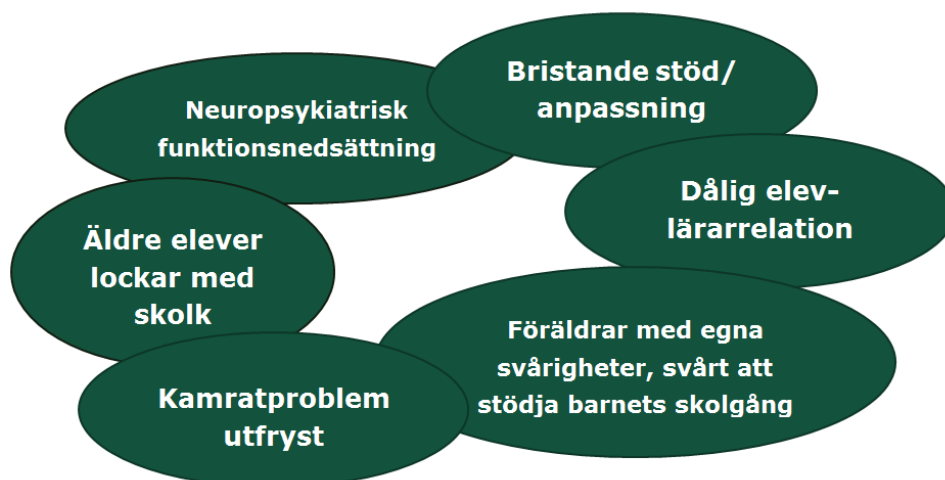 Neuropsykiatrisk
funktionsnedsättning
Bristande stöd/
anpassning
Dålig elev-
lärarrelation
Föräldrar med egna
svårigheter, svårt att
stödja barnets skolgång
Kamratproblem
utfryst
Äldre elever
lockar med
skolk